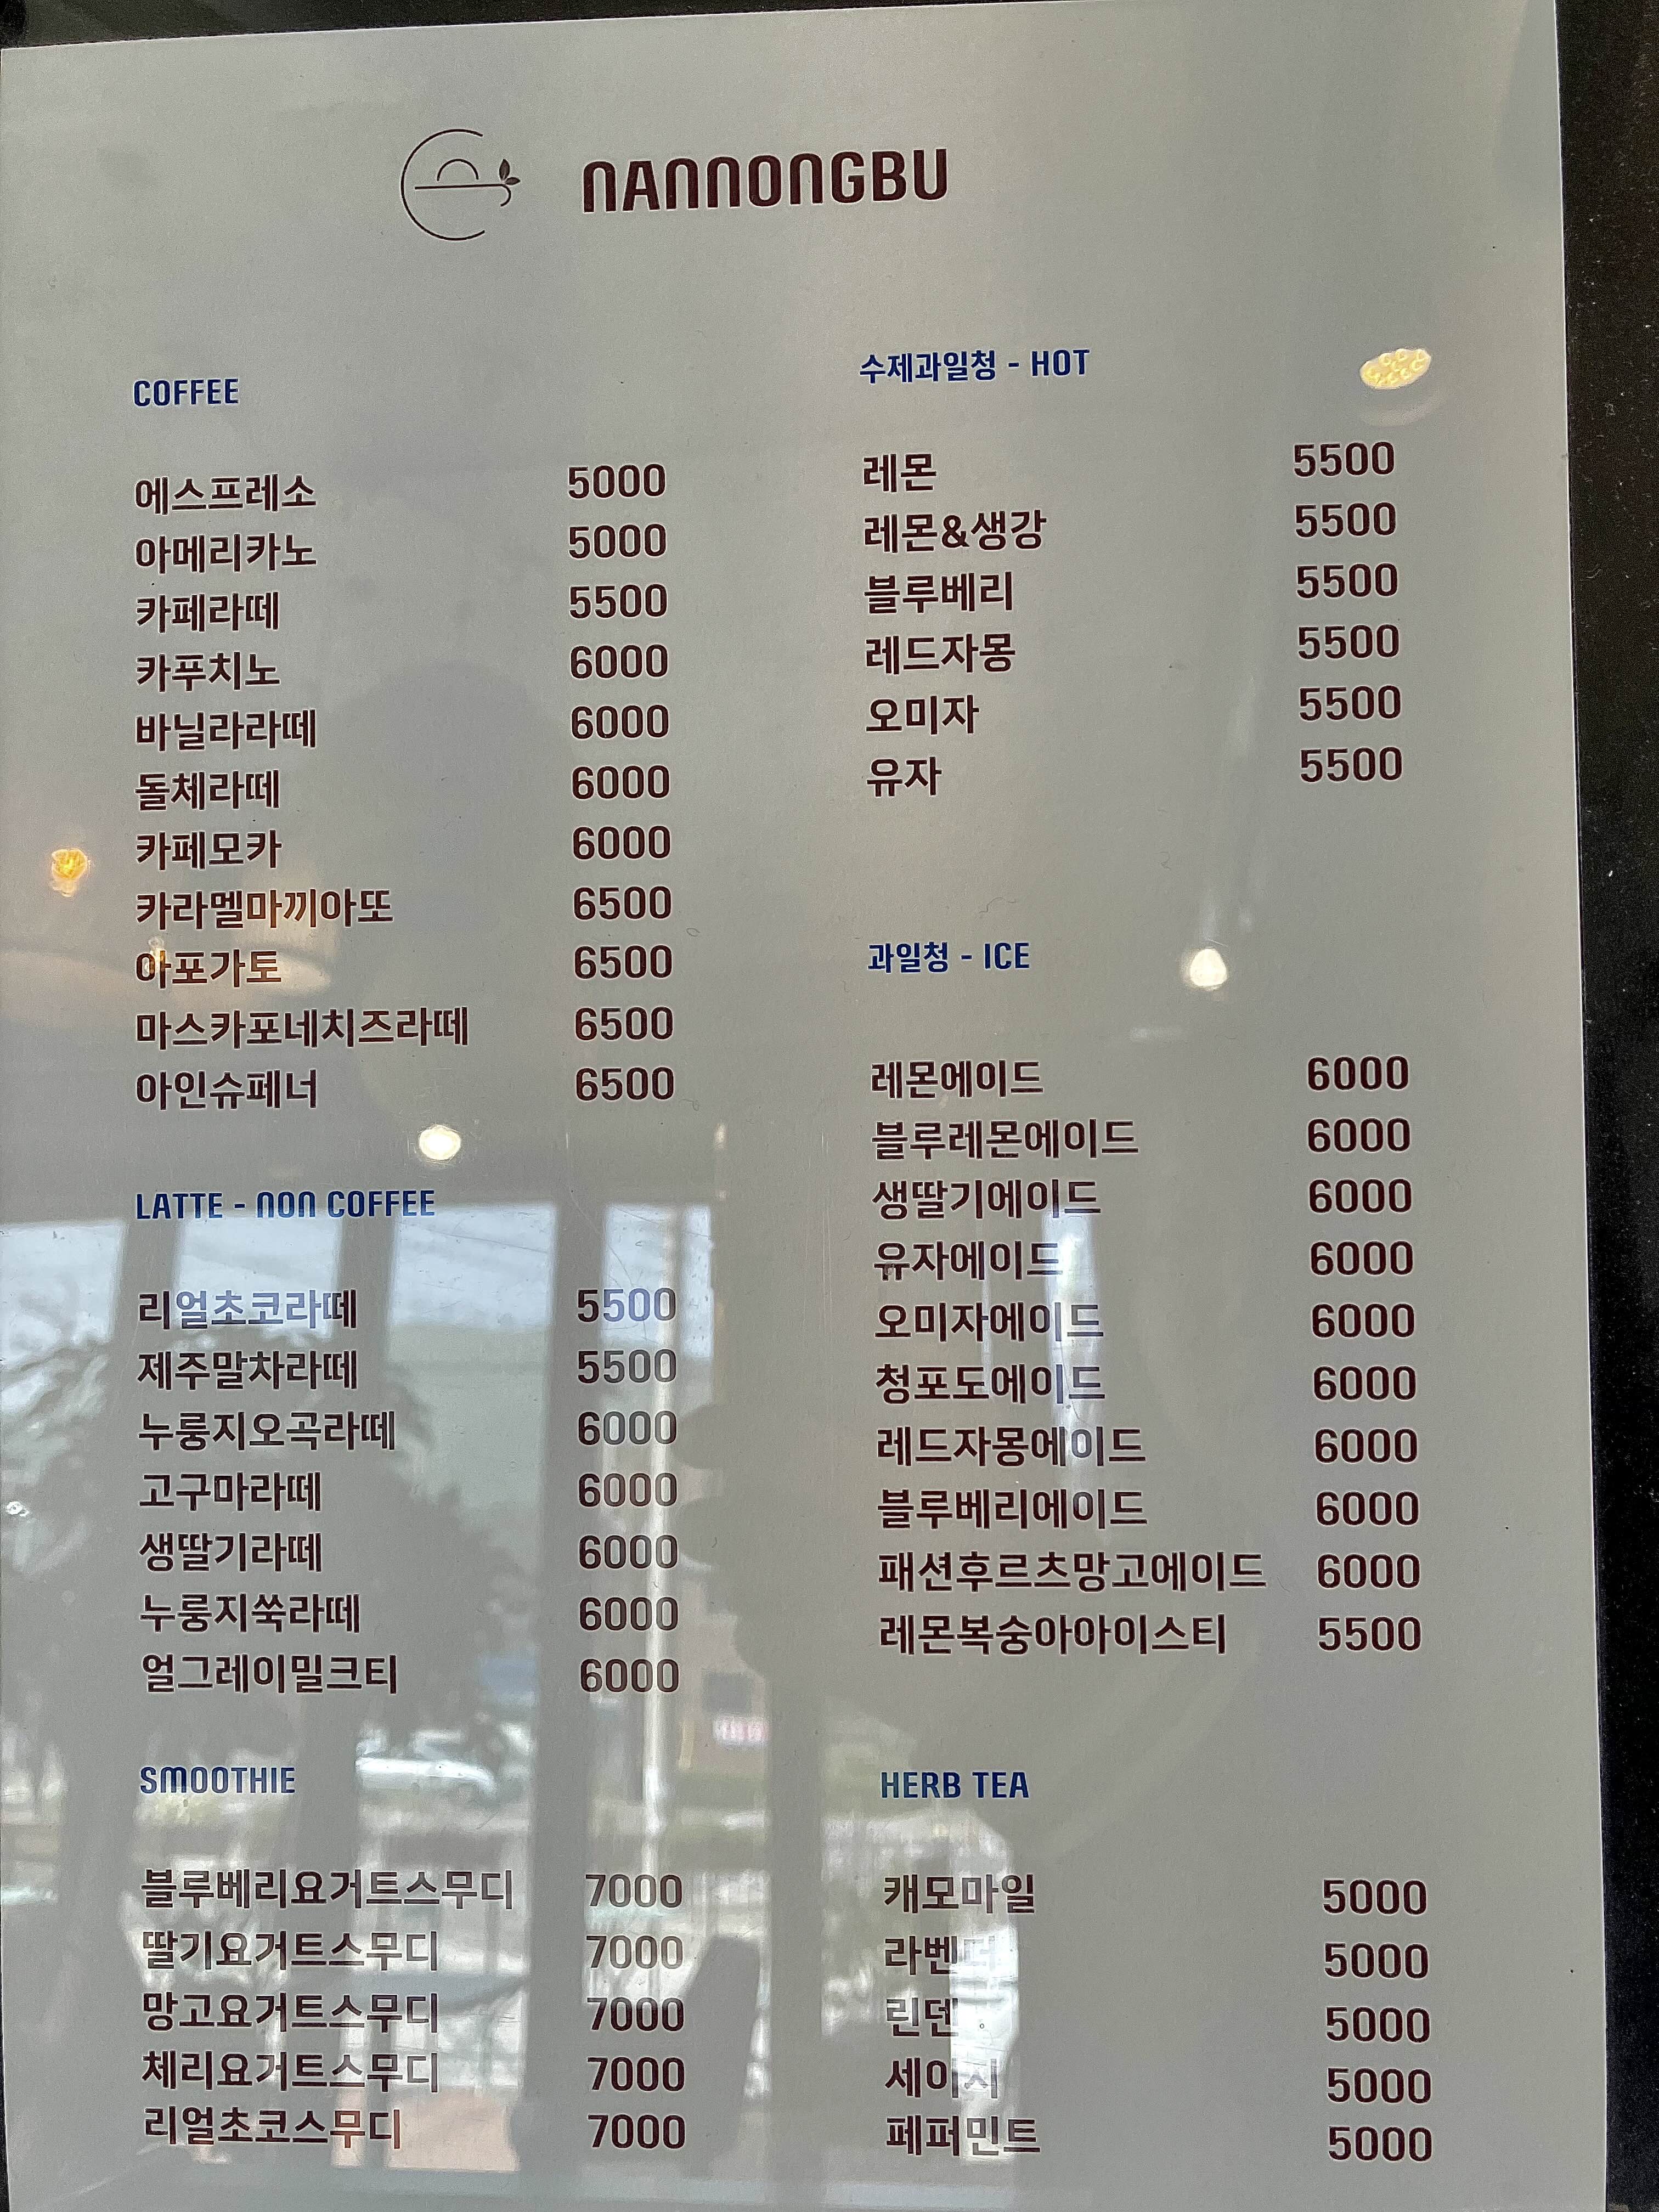 NANNONGBU
COFFEE
에스프레소 5000
아메리카노 5000
카페라떼 5500
카푸치노 6000
바닐라라떼 6000
돌체라떼 6000
카페모카 6000
카라멜마끼아또 6500
아포가토 6500
마스카포네치즈라떼 6500
아인슈페너 6500
LATTE - NON COFFEE
리얼초코라떼 5500
제주말차라떼 5500
누룽지오곡라떼 6000
고구마라떼 6000
생딸기라떼 6000
누룽지쑥라떼 6000
얼그레이밀크티 6000
SMOOTHIE
블루베리요거트스무디 7000
딸기요거트스무디 7000
망고요거트스무디 7000
체리요거트스무디 7000
리얼초코스무디 7000
수제과일청 - HOT
레몬 5500
레몬&생강 5500
블루베리 5500
레드자몽 5500
오미자 5500
유자 5500
과일청 - ICE
레몬에이드 6000
블루레몬에이드 6000
생딸기에이드 6000
유자에이드 6000
오미자에이드 6000
청포도에이드 6000
레드자몽에이드 6000
블루베리에이드 6000
패션후르츠망고에이드 6000
레몬복숭아아이스티 5500
HERB TEA
캐모마일 5000
라벤더 5000
린덴 5000
세이지 5000
페퍼민트 5000